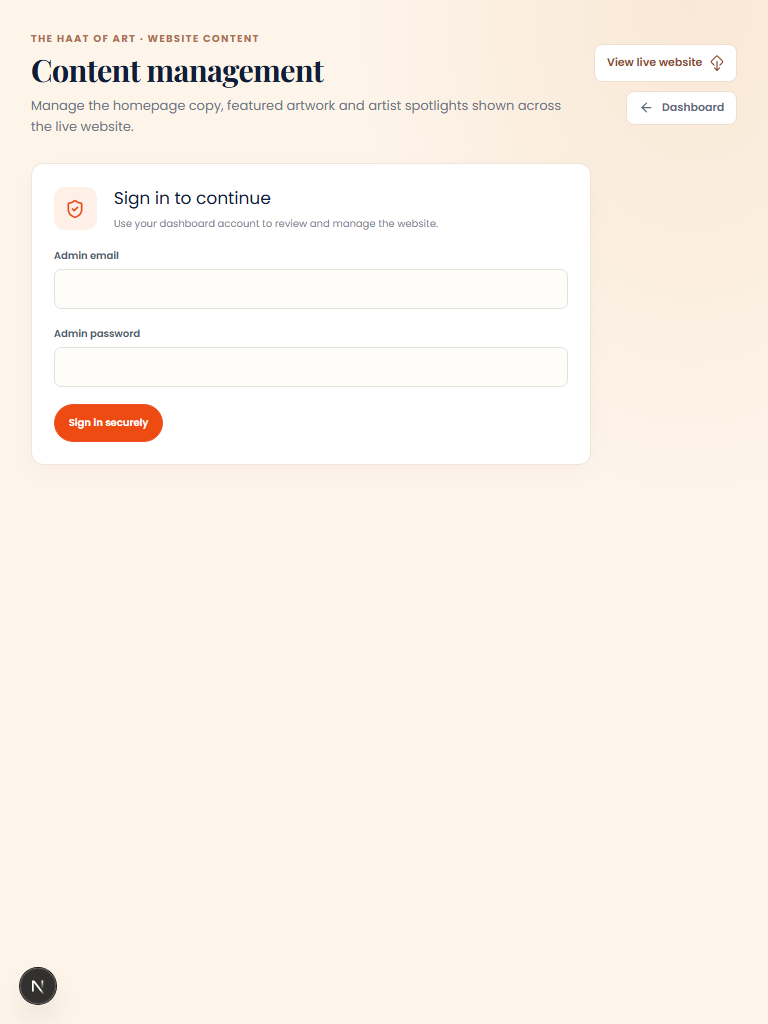 THE HAAT OF ART · WEBSITE CONTENT
Content management
Manage the homepage copy, featured artwork and artist spotlights shown across
the live website.
View live website
Dashboard
Sign in to continue
Use your dashboard account to review and manage the website.
Admin email
Admin password
Sign in securely
N